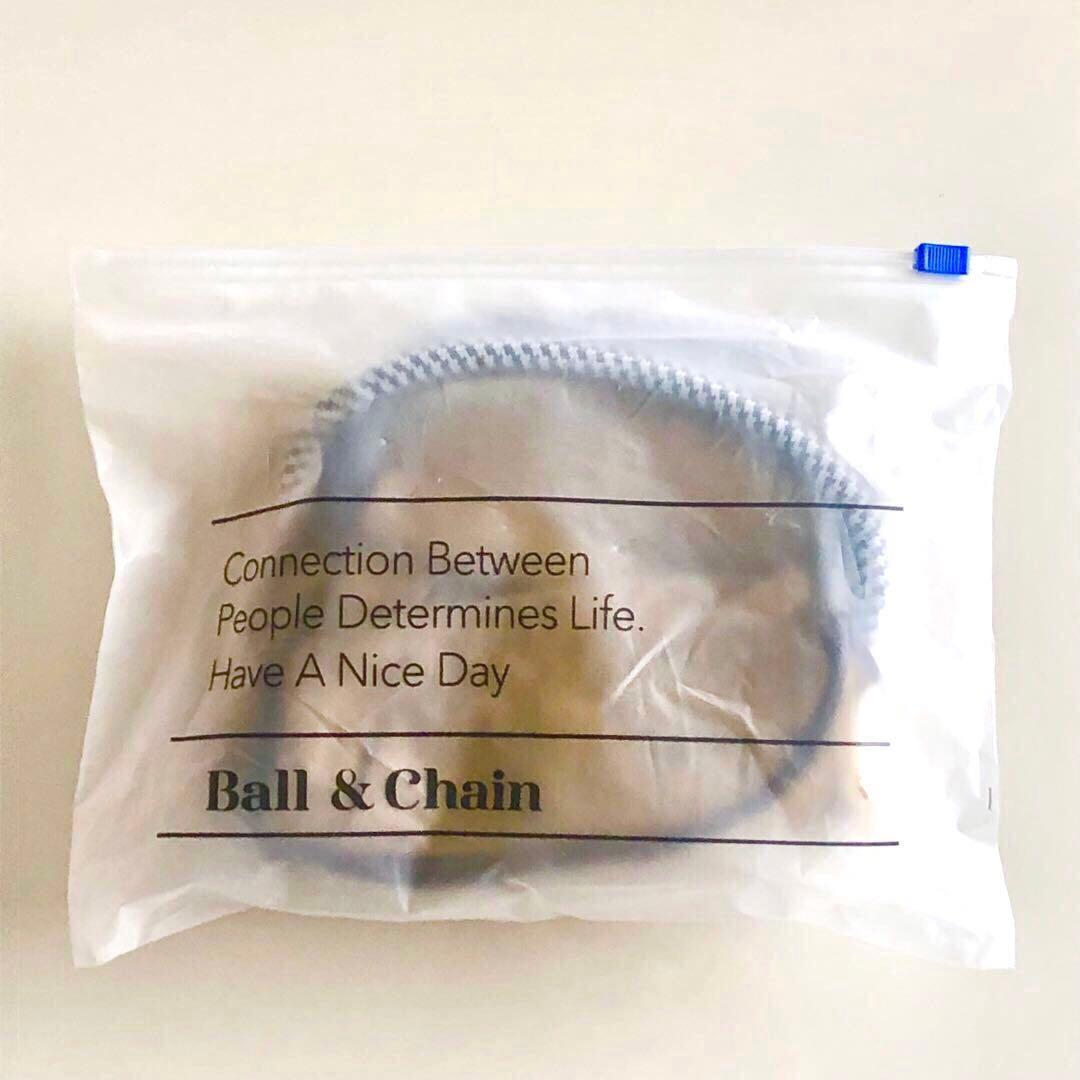 Connection Between
People Determines Life.
Have A Nice Day
Ball & Chain